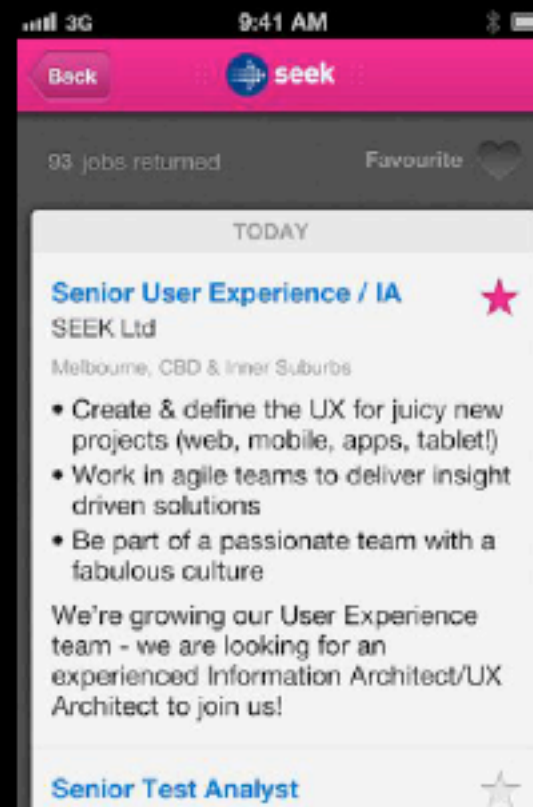 3G 9:41 AM
Back seek
93 jobs returned Favourite
TODAY
Senior User Experience / IA
SEEK Ltd
Melbourne, CBD & Inner Suburbs
• Create & define the UX for juicy new
projects (web, mobile, apps, tablet!)
• Work in agile teams to deliver insight
driven solutions
• Be part of a passionate team with a
fabulous culture
We're growing our User Experience
team - we are looking for an
experienced Information Architect/UX
Architect to join us!
Senior Test Analyst